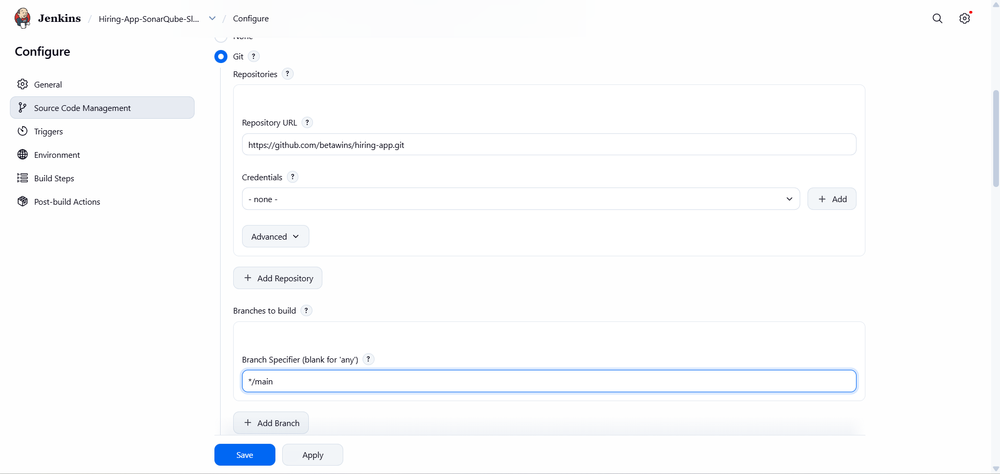 Jenkins / Hiring-App-SonarQube-Sl... / Configure
Configure
General
Source Code Management
Triggers
Environment
Build Steps
Post-build Actions
None
Git ?
Repositories ?
Repository URL ?
https://github.com/betawins/hiring-app.git
Credentials ?
- none -
+ Add
Advanced
+ Add Repository
Branches to build ?
Branch Specifier (blank for 'any') ?
*/main
+ Add Branch
Save
Apply